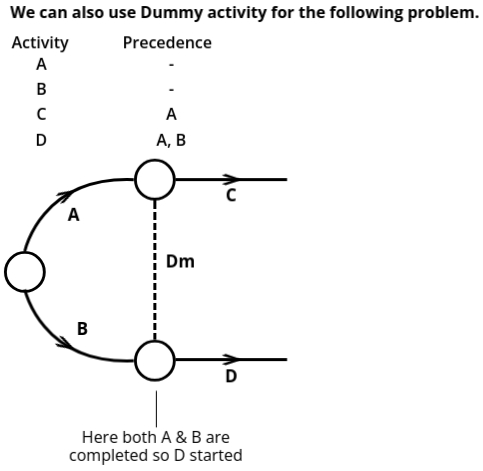 We can also use Dummy activity for the following problem.
Activity Precedence
A -
B -
C A
D A, B
A
C
Dm
B
D
Here both A & B are
completed so D started